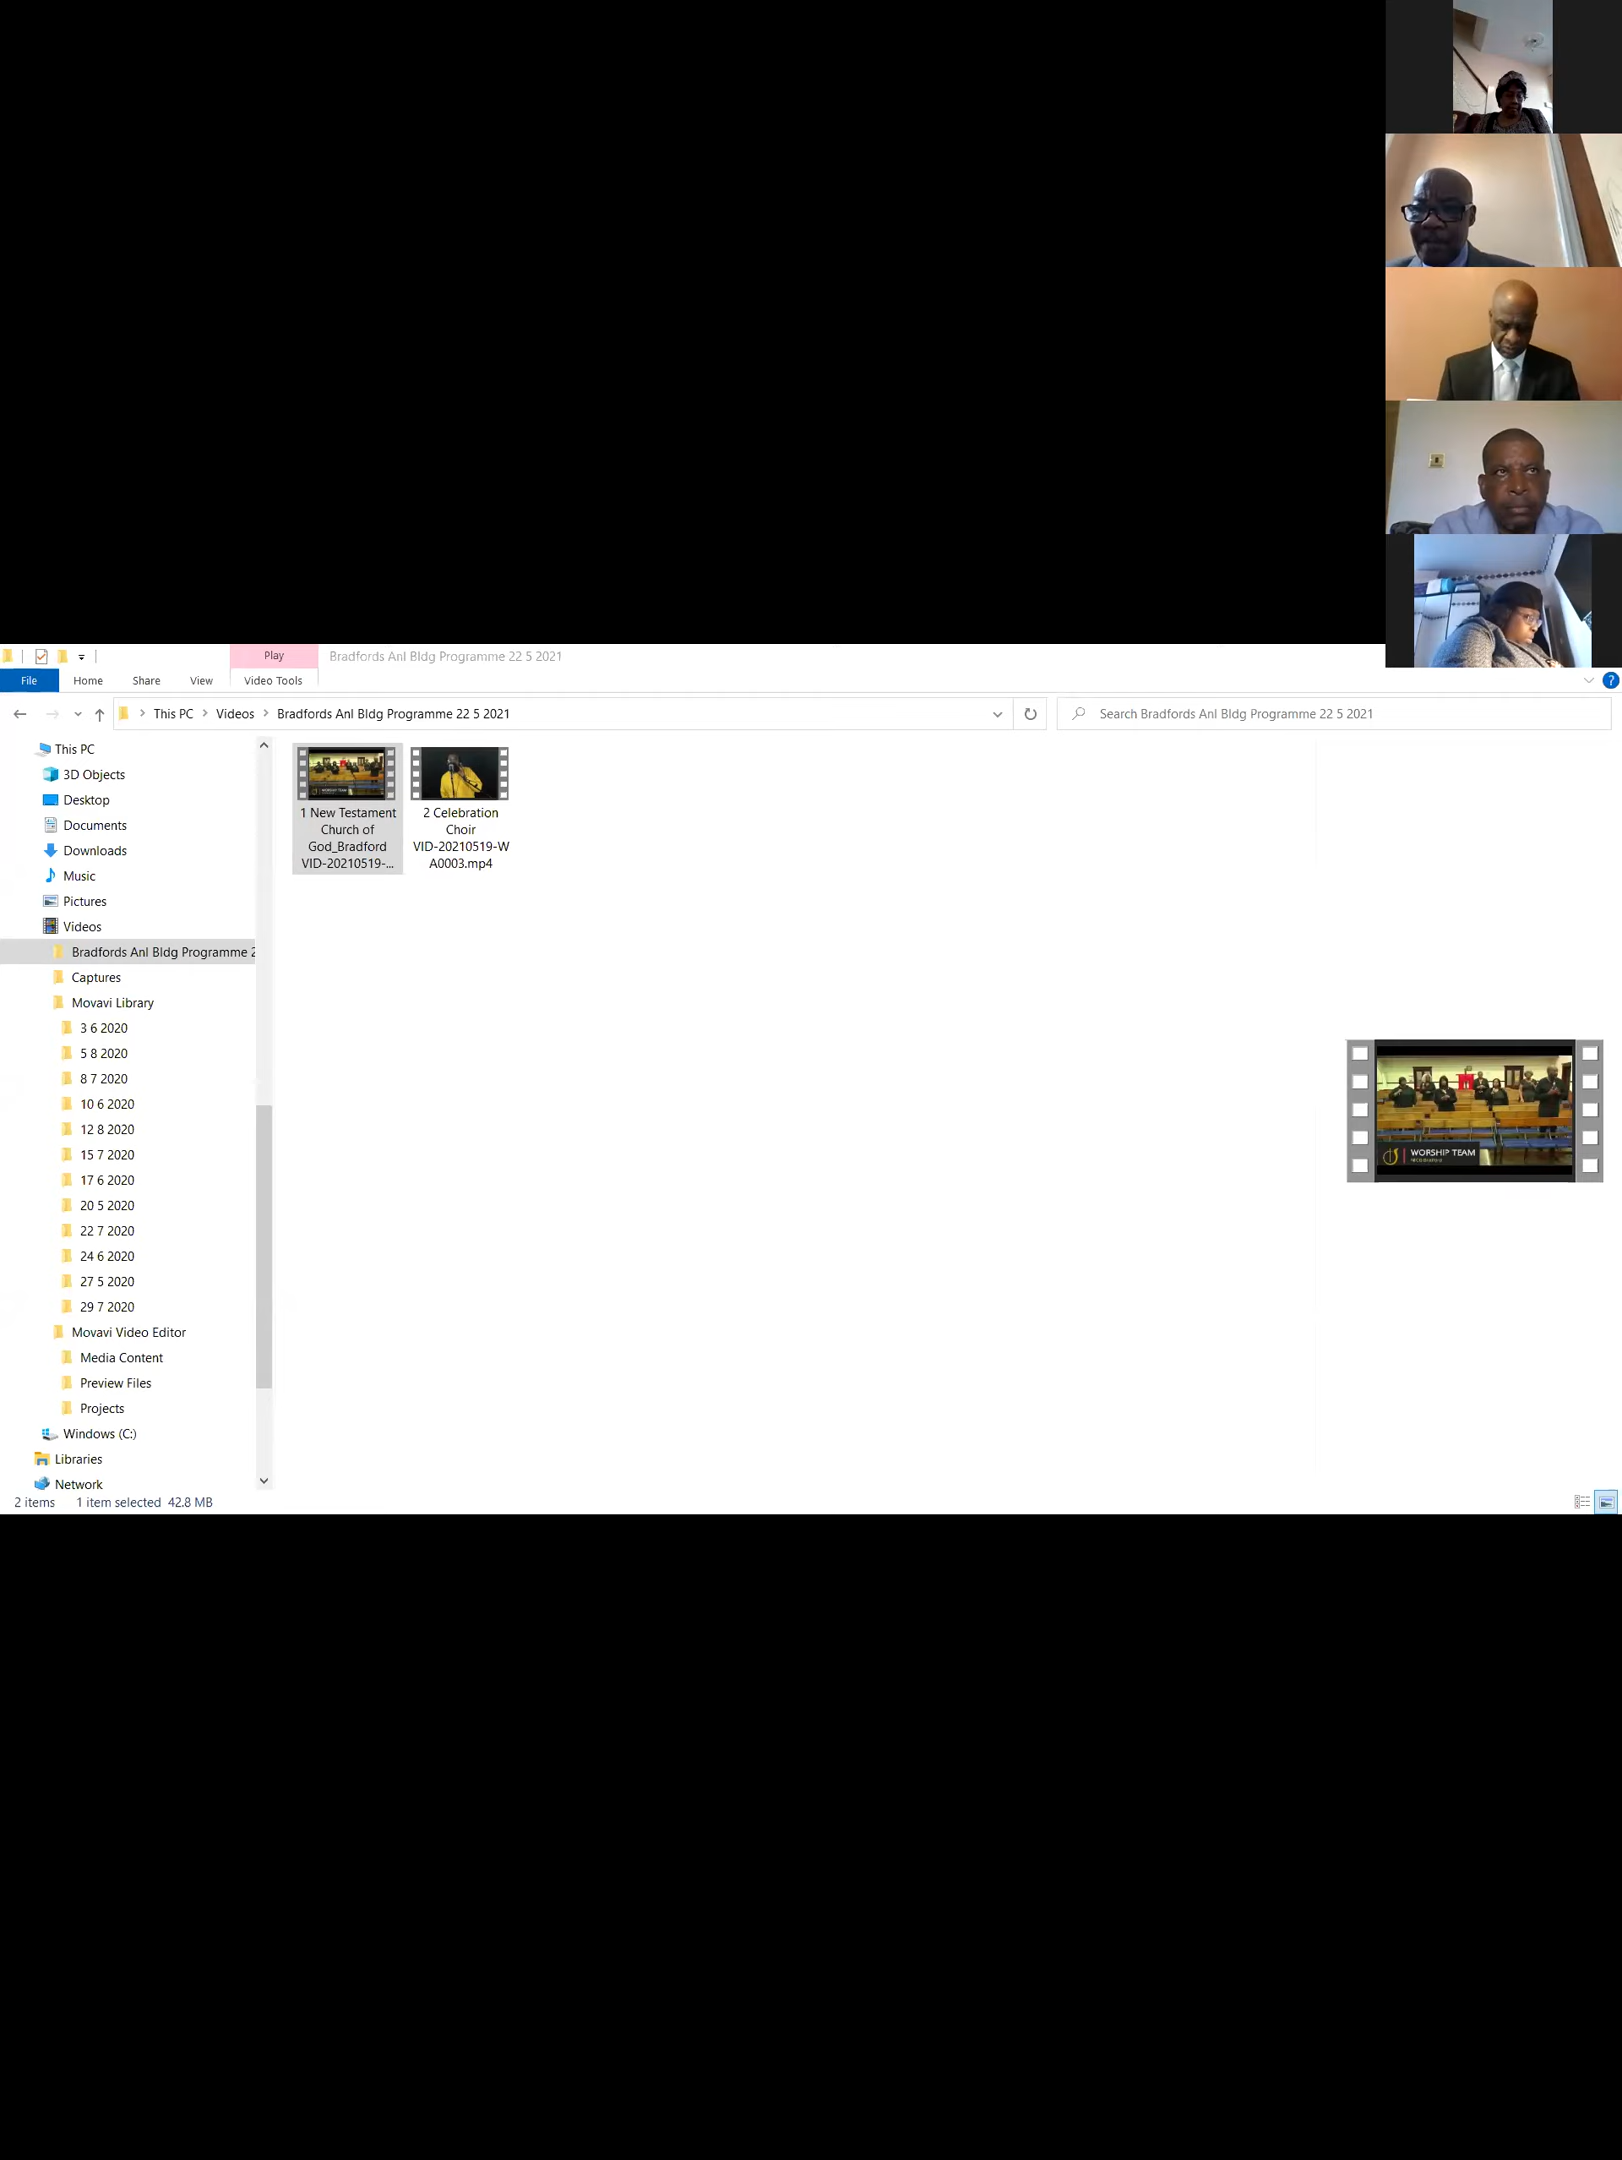 Play
Bradfords Anl Bldg Programme 22 5 2021
File
Home
Share
View
Video Tools
This PC
Videos
Bradfords Anl Bldg Programme 22 5 2021
Search Bradfords Anl Bldg Programme 22 5 2021
This PC
3D Objects
Desktop
Documents
Downloads
Music
Pictures
Videos
Bradfords Anl Bldg Programme 2
Captures
Movavi Library
3 6 2020
5 8 2020
8 7 2020
10 6 2020
12 8 2020
15 7 2020
17 6 2020
20 5 2020
22 7 2020
24 6 2020
27 5 2020
29 7 2020
Movavi Video Editor
Media Content
Preview Files
Projects
Windows (C:)
Libraries
Network
1 New Testament
Church of
God_Bradford
VID-20210519-...
2 Celebration
Choir
VID-20210519-W
A0003.mp4
WORSHIP TEAM
2 items
1 item selected 42.8 MB